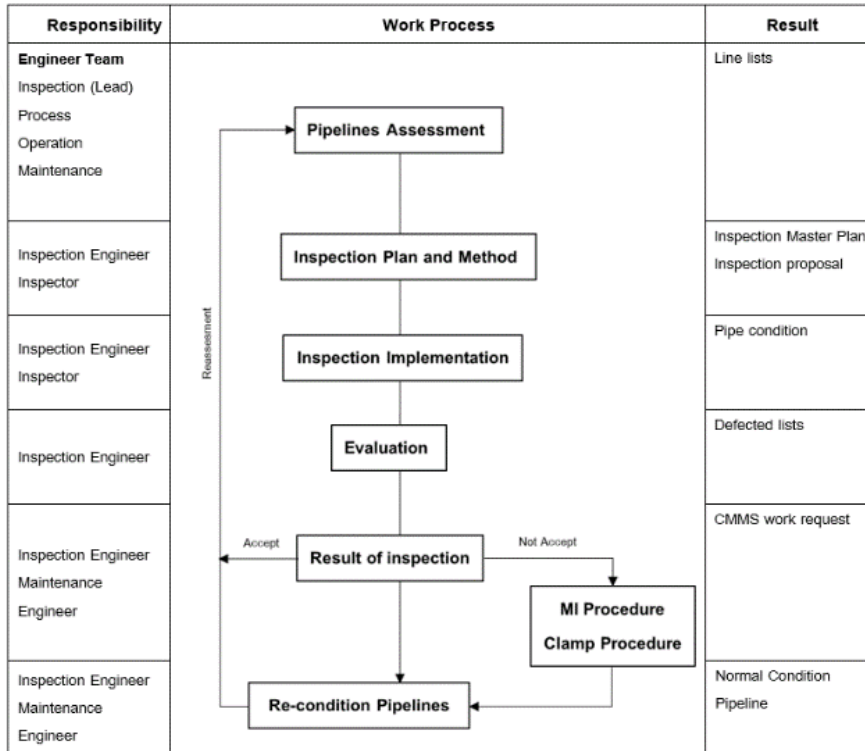 Responsibility
Work Process
Result
Engineer Team
Inspection (Lead)
Process
Operation
Maintenance
Pipelines Assessment
Line lists
Inspection Engineer
Inspector
Inspection Plan and Method
Inspection Master Plan
Inspection proposal
Reassesment
Inspection Engineer
Inspector
Inspection Implementation
Pipe condition
Inspection Engineer
Evaluation
Defected lists
Inspection Engineer
Maintenance
Engineer
Accept
Result of inspection
Not Accept
MI Procedure
Clamp Procedure
CMMS work request
Inspection Engineer
Maintenance
Engineer
Re-condition Pipelines
Normal Condition
Pipeline